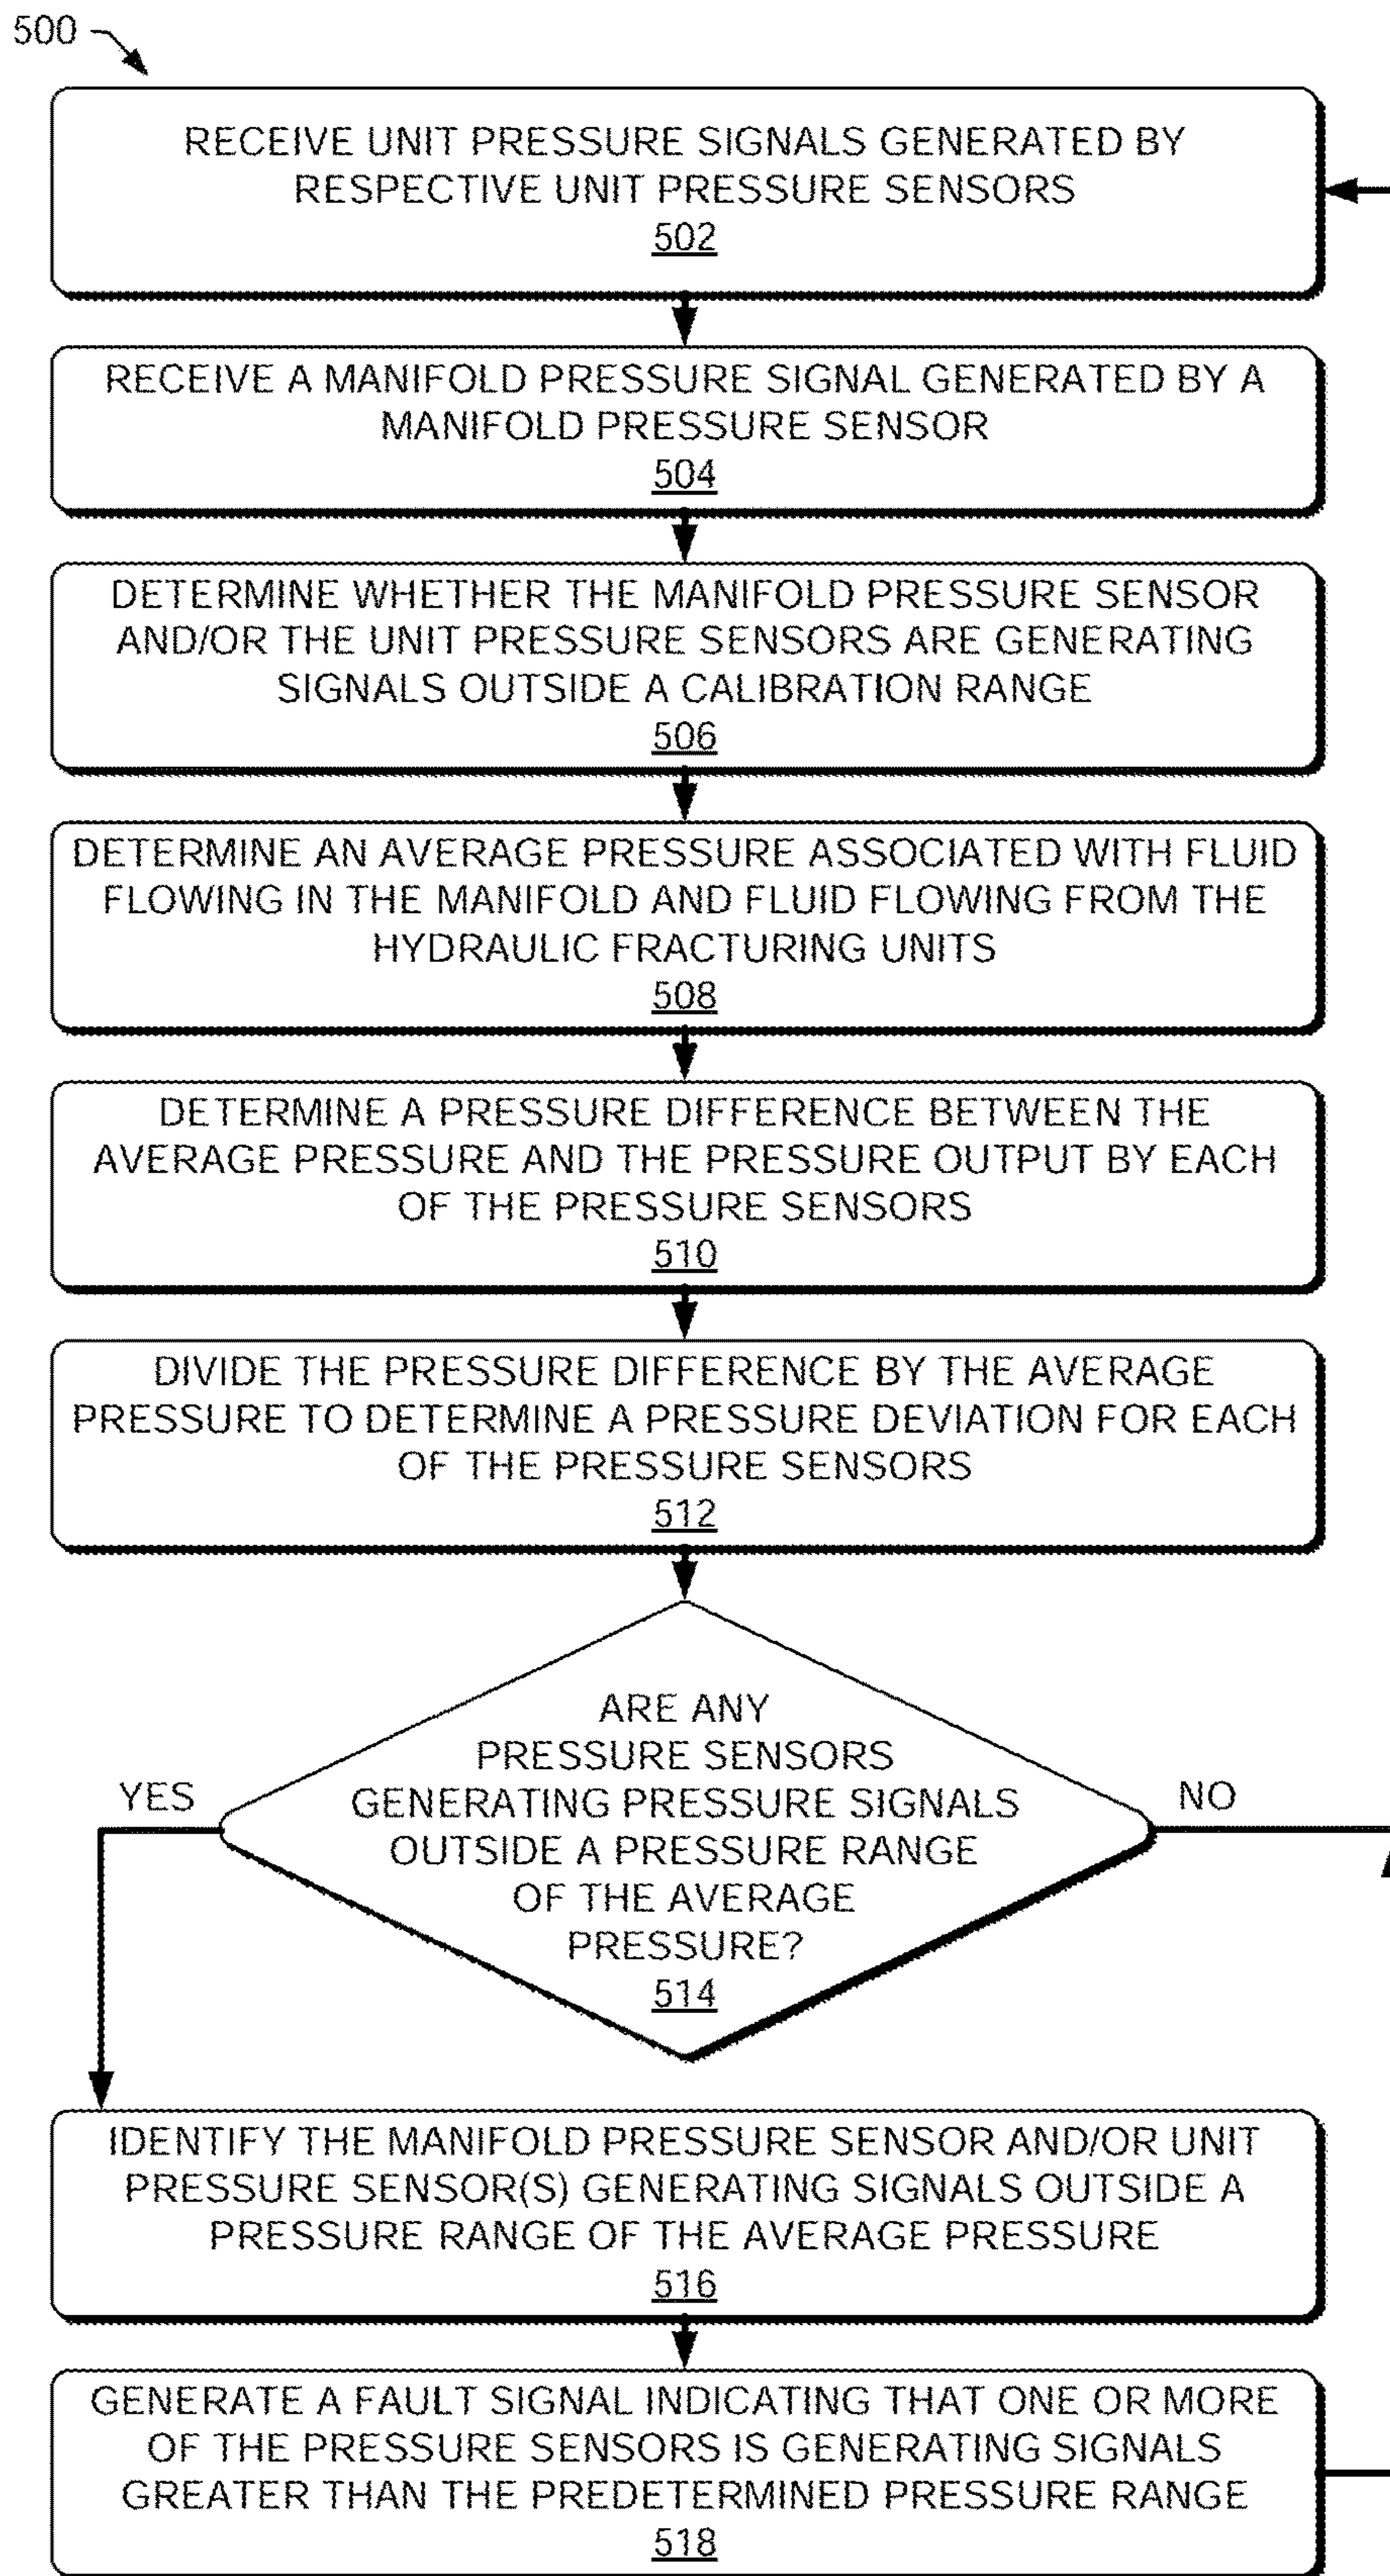 500
RECEIVE UNIT PRESSURE SIGNALS GENERATED BY
RESPECTIVE UNIT PRESSURE SENSORS
502
RECEIVE A MANIFOLD PRESSURE SIGNAL GENERATED BY A
MANIFOLD PRESSURE SENSOR
504
DETERMINE WHETHER THE MANIFOLD PRESSURE SENSOR
AND/OR THE UNIT PRESSURE SENSORS ARE GENERATING
SIGNALS OUTSIDE A CALIBRATION RANGE
506
DETERMINE AN AVERAGE PRESSURE ASSOCIATED WITH FLUID
FLOWING IN THE MANIFOLD AND FLUID FLOWING FROM THE
HYDRAULIC FRACTURING UNITS
508
DETERMINE A PRESSURE DIFFERENCE BETWEEN THE
AVERAGE PRESSURE AND THE PRESSURE OUTPUT BY EACH
OF THE PRESSURE SENSORS
510
DIVIDE THE PRESSURE DIFFERENCE BY THE AVERAGE
PRESSURE TO DETERMINE A PRESSURE DEVIATION FOR EACH
OF THE PRESSURE SENSORS
512
ARE ANY
PRESSURE SENSORS
GENERATING PRESSURE SIGNALS
OUTSIDE A PRESSURE RANGE
OF THE AVERAGE
PRESSURE?
514
YES
NO
IDENTIFY THE MANIFOLD PRESSURE SENSOR AND/OR UNIT
PRESSURE SENSOR(S) GENERATING SIGNALS OUTSIDE A
PRESSURE RANGE OF THE AVERAGE PRESSURE
516
GENERATE A FAULT SIGNAL INDICATING THAT ONE OR MORE
OF THE PRESSURE SENSORS IS GENERATING SIGNALS
GREATER THAN THE PREDETERMINED PRESSURE RANGE
518